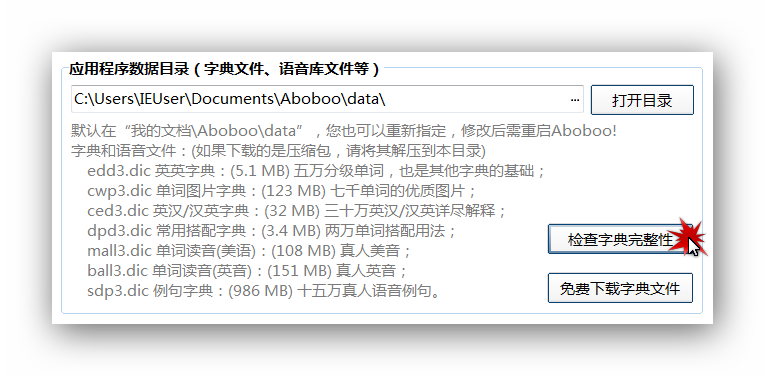 应用程序数据目录（字典文件、语音库文件等）
C:\Users\IEUser\Documents\Aboboo\data\ ... 打开目录
默认在“我的文档\Aboboo\data”，您也可以重新指定，修改后需重启Aboboo!
字典和语音文件：(如果下载的是压缩包，请将其解压到本目录)
edd3.dic 英英字典：(5.1 MB) 五万分级单词，也是其他字典的基础；
cwp3.dic 单词图片字典：(123 MB) 七千单词的优质图片；
ced3.dic 英汉/汉英字典：(32 MB) 三十万英汉/汉英详尽解释；
dpd3.dic 常用搭配字典：(3.4 MB) 两万单词搭配用法；
检查字典完整性
mall3.dic 单词读音(美语)：(108 MB) 真人美音；
ball3.dic 单词读音(英音)：(151 MB) 真人英音；
sdp3.dic 例句字典：(986 MB) 十五万真人语音例句。
免费下载字典文件